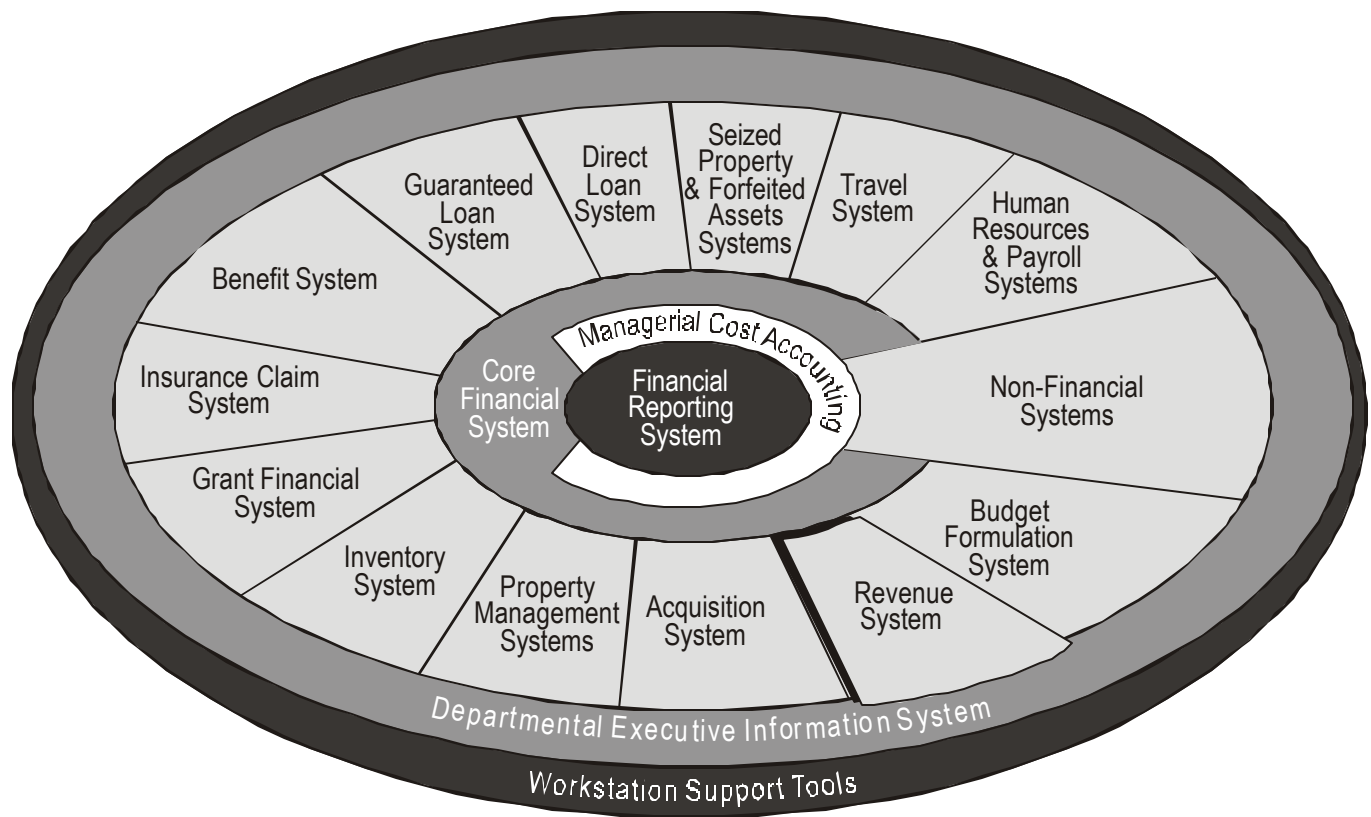 Seized
Property
& Forfeited
Assets
Systems
Direct
Loan
System
Guaranteed
Loan
System
Travel
System
Human
Resources
& Payroll
Systems
Benefit System
Managerial Cost Accounting
Core
Financial
System
Financial
Reporting
System
Non-Financial
Systems
Insurance Claim
System
Grant Financial
System
Inventory
System
Property
Management
Systems
Acquisition
System
Revenue
System
Budget
Formulation
System
Departmental Executive Information System
Workstation Support Tools